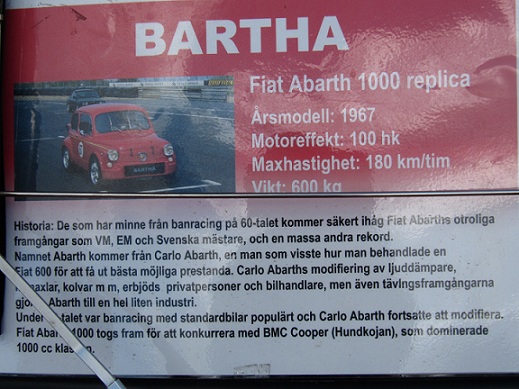 BARTHA
Fiat Abarth 1000 replica
Årsmodell: 1967
Motoreffekt: 100 hk
Maxhastighet: 180 km/tim
Vikt: 600 kg
BARTHA
Historia: De som har minne från banracing på 60-talet kommer säkert ihåg Fiat Abarths otroliga
framgångar som VM, EM och Svenska mästare, och en massa andra rekord.
Namnet Abarth kommer från Carlo Abarth, en man som visste hur man behandlade en
Fiat 600 för att få ut bästa möjliga prestanda. Carlo Abarths modifiering av ljuddämpare,
maxlar, kolvar m m, erbjöds privatpersoner och bilhandlare, men även tävlingsframgångarna
gjo Abarth till en hel liten industri.
Unde talet var banracing med standardbilar populärt och Carlo Abarth fortsatte att modifiera.
Fiat Abarth 1000 togs fram för att konkurrera med BMC Cooper (Hundkojan), som dominerade
1000 cc klassen.